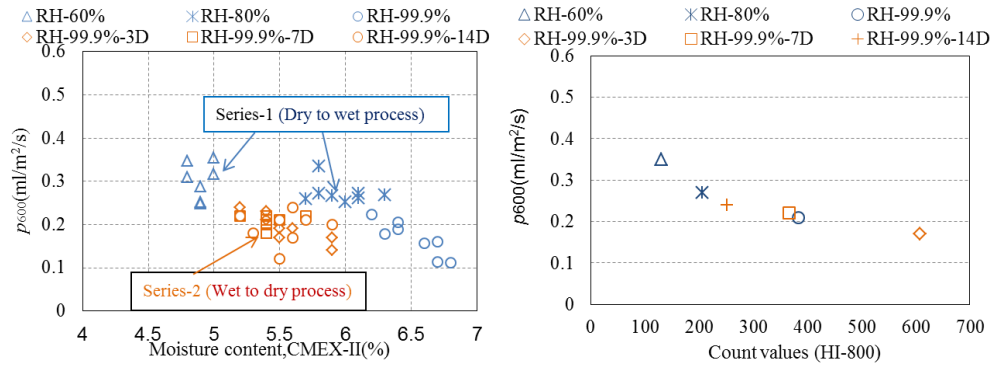 RH-60% RH-80% RH-99.9%
RH-99.9%-3D RH-99.9%-7D RH-99.9%-14D
0.6
0.5
0.4
0.3
0.2
0.1
0
p600(ml/m²/s)
Series-1 (Dry to wet process)
Series-2 (Wet to dry process)
4 4.5 5 5.5 6 6.5 7
Moisture content,CMEX-II(%)
RH-60% RH-80% RH-99.9%
RH-99.9%-3D RH-99.9%-7D RH-99.9%-14D
0.6
0.5
0.4
0.3
0.2
0.1
0
p600(ml/m²/s)
0 100 200 300 400 500 600 700
Count values (HI-800)